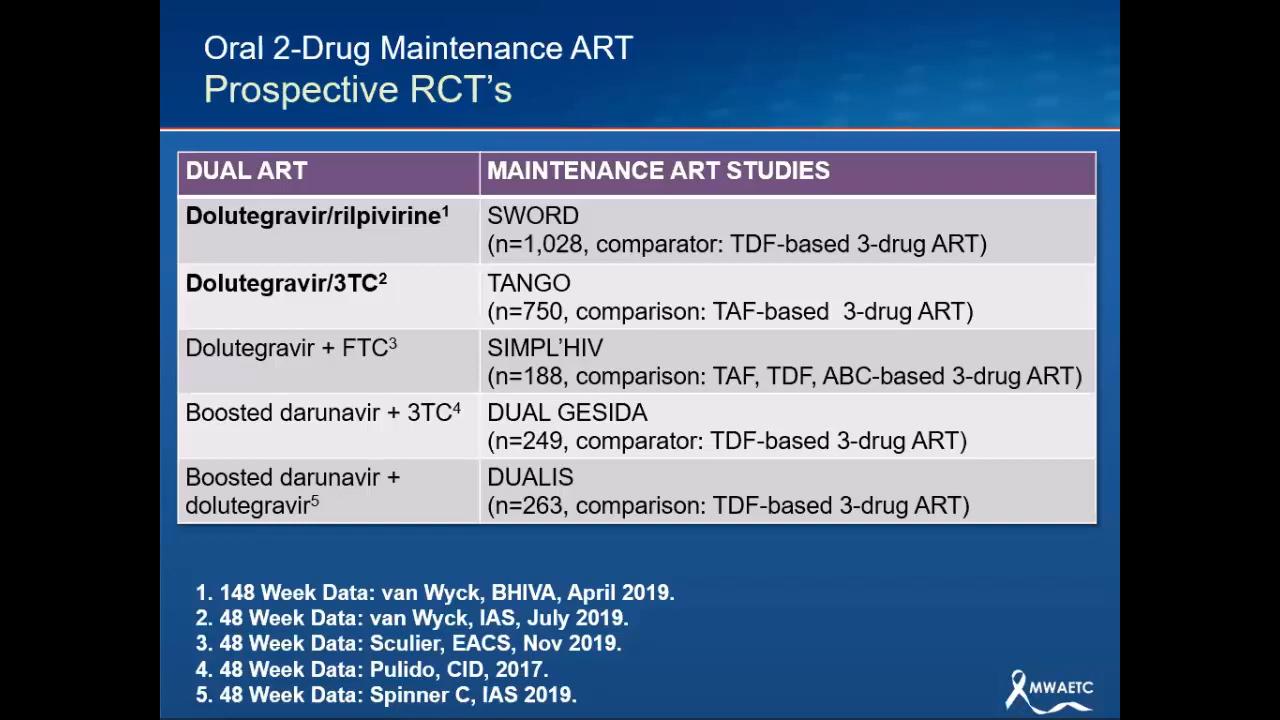 Oral 2-Drug Maintenance ART
Prospective RCT's
DUAL ART
MAINTENANCE ART STUDIES
Dolutegravir/rilpivirine¹
SWORD
(n=1,028, comparator: TDF-based 3-drug ART)
Dolutegravir/3TC²
TANGO
(n=750, comparison: TAF-based 3-drug ART)
Dolutegravir + FTC³
SIMPL'HIV
(n=188, comparison: TAF, TDF, ABC-based 3-drug ART)
Boosted darunavir + 3TC⁴
DUAL GESIDA
(n=249, comparator: TDF-based 3-drug ART)
Boosted darunavir +
dolutegravir⁵
DUALIS
(n=263, comparison: TDF-based 3-drug ART)
1. 148 Week Data: van Wyck, BHIVA, April 2019.
2. 48 Week Data: van Wyck, IAS, July 2019.
3. 48 Week Data: Sculier, EACS, Nov 2019.
4. 48 Week Data: Pulido, CID, 2017.
5. 48 Week Data: Spinner C, IAS 2019.
MWAETC